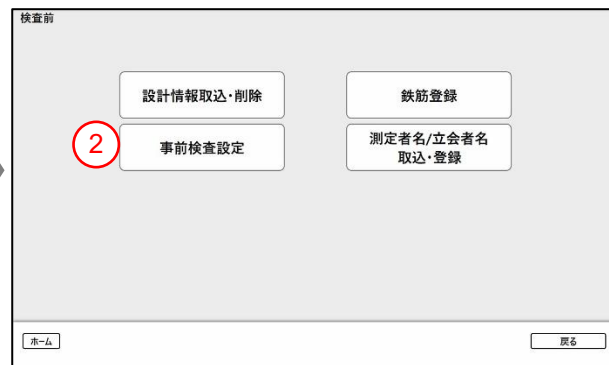 検査前
設計情報取込・削除
鉄筋登録
② 事前検査設定
測定者名/立会者名
取込・登録
ホーム
戻る